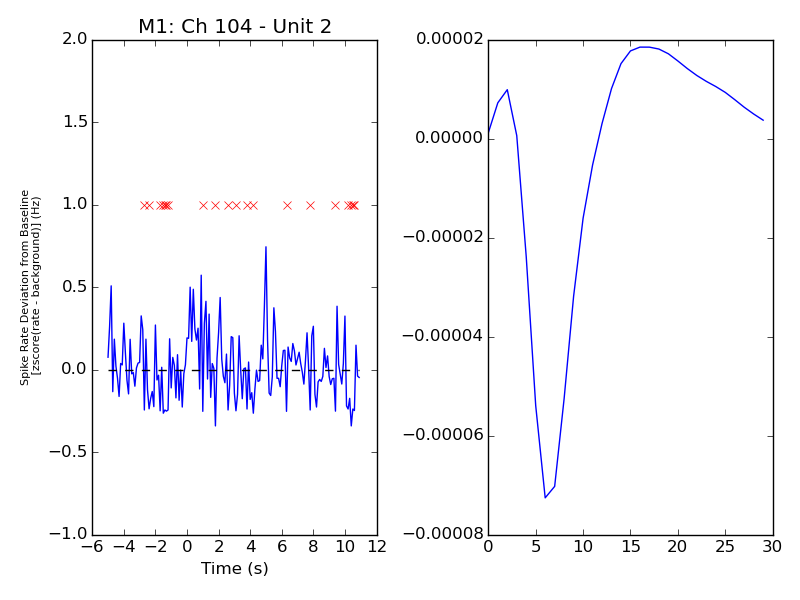 M1: Ch 104 - Unit 2
2.0
1.5
1.0
0.5
0.0
−0.5
−1.0
Spike Rate Deviation from Baseline
[zscore(rate - background)] (Hz)
−6 −4 −2 0 2 4 6 8 10 12
Time (s)
0.00002
0.00000
−0.00002
−0.00004
−0.00006
−0.00008
0 5 10 15 20 25 30